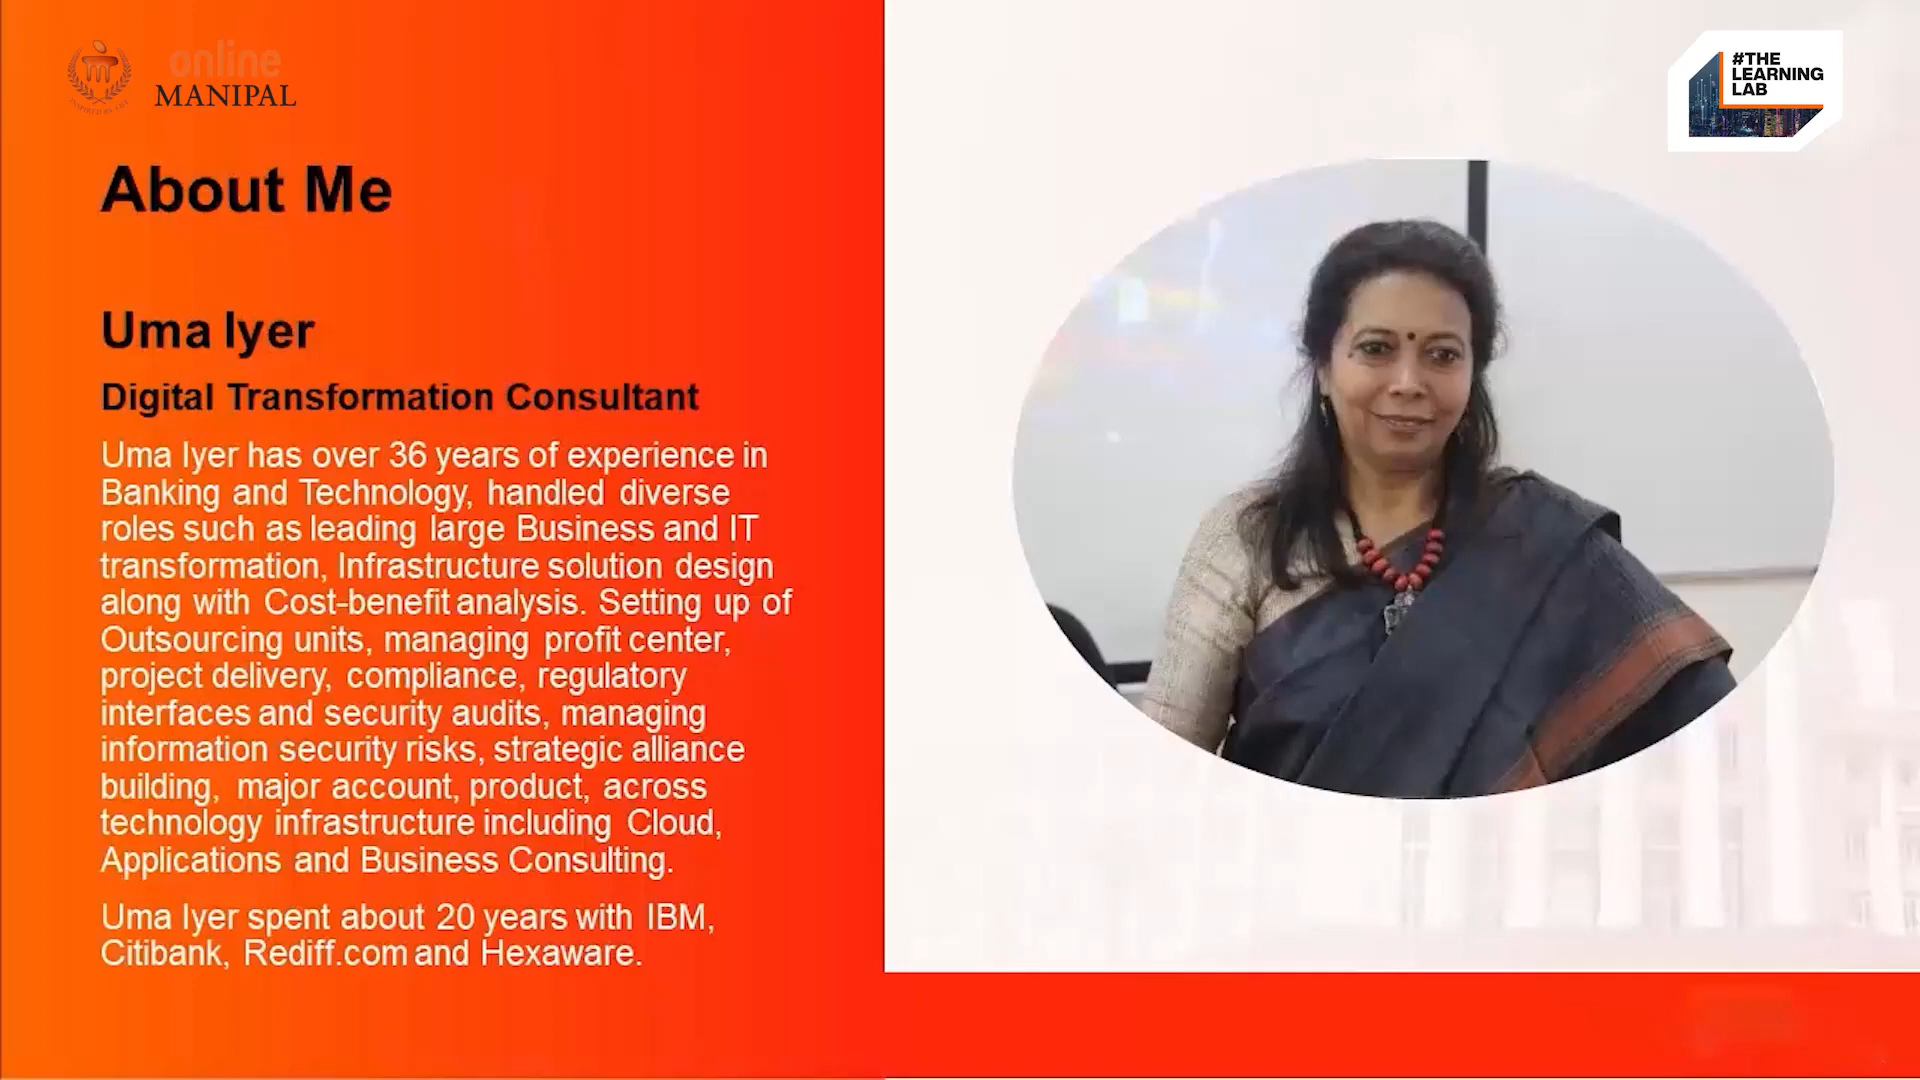 online
MANIPAL
#THE
LEARNING
LAB
About Me
Uma Iyer
Digital Transformation Consultant
Uma Iyer has over 36 years of experience in
Banking and Technology, handled diverse
roles such as leading large Business and IT
transformation, Infrastructure solution design
along with Cost-benefit analysis. Setting up of
Outsourcing units, managing profit center,
project delivery, compliance, regulatory
interfaces and security audits, managing
information security risks, strategic alliance
building, major account, product, across
technology infrastructure including Cloud,
Applications and Business Consulting.
Uma Iyer spent about 20 years with IBM,
Citibank, Rediff.com and Hexaware.